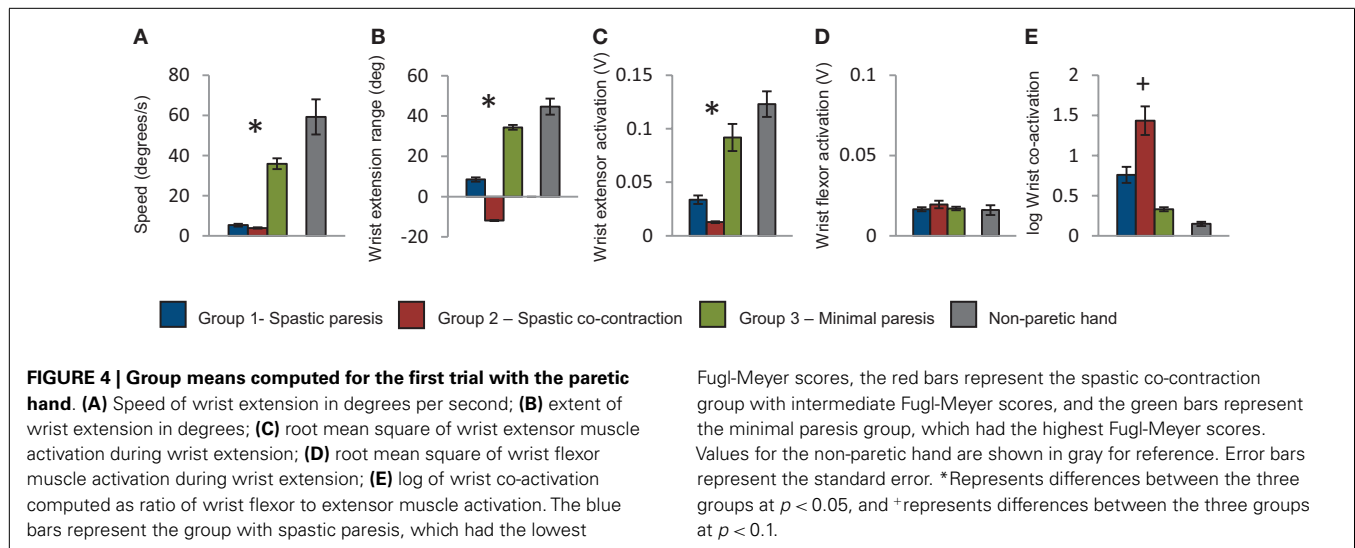 A
B
C
D
E
Speed (degrees/s)
80
60
40
20
0
Wrist extension range (deg)
60
40
20
0
-20
Wrist extensor activation (V)
0.15
0.1
0.05
0
Wrist flexor activation (V)
0.1
0.05
0
log Wrist co-activation
2
1.5
1
0.5
0
*
*
*
+
Group 1- Spastic paresis
Group 2 – Spastic co-contraction
Group 3 – Minimal paresis
Non-paretic hand
FIGURE 4 | Group means computed for the first trial with the paretic
hand. (A) Speed of wrist extension in degrees per second; (B) extent of
wrist extension in degrees; (C) root mean square of wrist extensor muscle
activation during wrist extension; (D) root mean square of wrist flexor
muscle activation during wrist extension; (E) log of wrist co-activation
computed as ratio of wrist flexor to extensor muscle activation. The blue
bars represent the group with spastic paresis, which had the lowest
Fugl-Meyer scores, the red bars represent the spastic co-contraction
group with intermediate Fugl-Meyer scores, and the green bars represent
the minimal paresis group, which had the highest Fugl-Meyer scores.
Values for the non-paretic hand are shown in gray for reference. Error bars
represent the standard error. *Represents differences between the three
groups at p < 0.05, and +represents differences between the three groups
at p < 0.1.